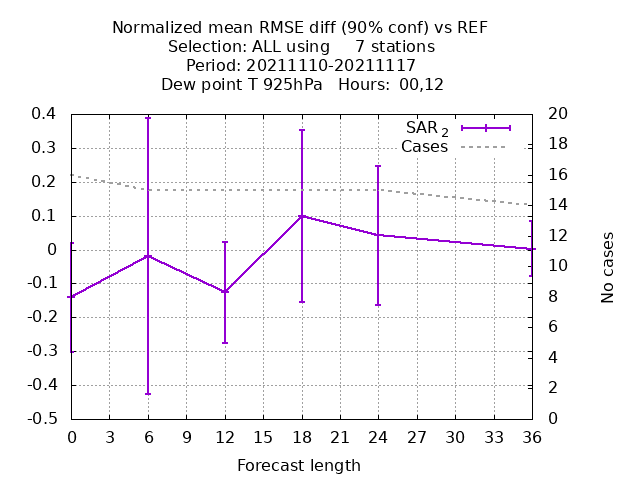 Normalized mean RMSE diff (90% conf) vs REF
Selection: ALL using     7 stations
Period: 20211110-20211117
Dew point T 925hPa   Hours: 00,12
SAR 2
Cases
0.4
0.3
0.2
0.1
0
-0.1
-0.2
-0.3
-0.4
-0.5
20
18
16
14
12
10
8
6
4
2
0
No cases
0 3 6 9 12 15 18 21 24 27 30 33 36
Forecast length